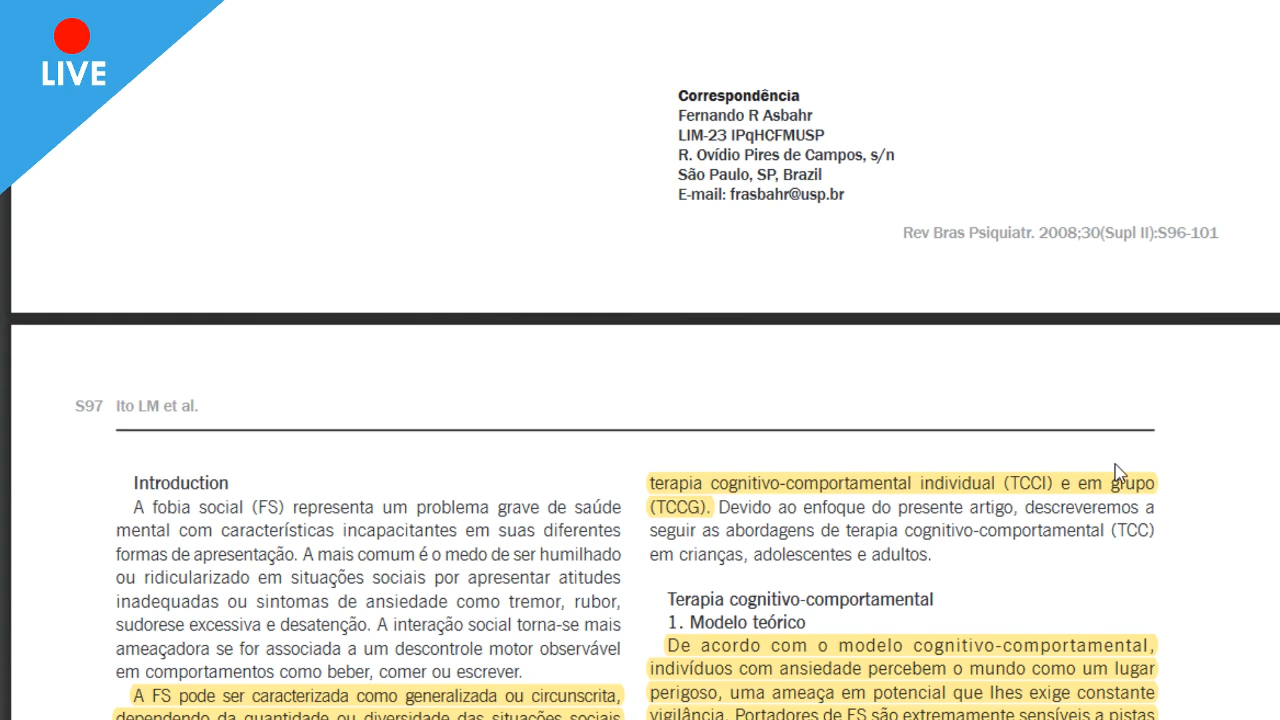 LIVE
Correspondência
Fernando R Asbahr
LIM-23 IPqHCFMUSP
R. Ovídio Pires de Campos, s/n
São Paulo, SP, Brazil
E-mail: frasbahr@usp.br
Rev Bras Psiquiatr. 2008;30(Supl II):S96-101
S97 Ito LM et al.
Introduction
A fobia social (FS) representa um problema grave de saúde
mental com características incapacitantes em suas diferentes
formas de apresentação. A mais comum é o medo de ser humilhado
ou ridicularizado em situações sociais por apresentar atitudes
inadequadas ou sintomas de ansiedade como tremor, rubor,
sudorese excessiva e desatenção. A interação social torna-se mais
ameaçadora se for associada a um descontrole motor observável
em comportamentos como beber, comer ou escrever.
A FS pode ser caracterizada como generalizada ou circunscrita,
dependendo da quantidade ou diversidade das situações sociais
terapia cognitivo-comportamental individual (TCCI) e em grupo
(TCCG). Devido ao enfoque do presente artigo, descreveremos a
seguir as abordagens de terapia cognitivo-comportamental (TCC)
em crianças, adolescentes e adultos.
Terapia cognitivo-comportamental
1. Modelo teórico
De acordo com o modelo cognitivo-comportamental,
indivíduos com ansiedade percebem o mundo como um lugar
perigoso, uma ameaça em potencial que lhes exige constante
vigilância. Portadores de FS são extremamente sensíveis a pistas